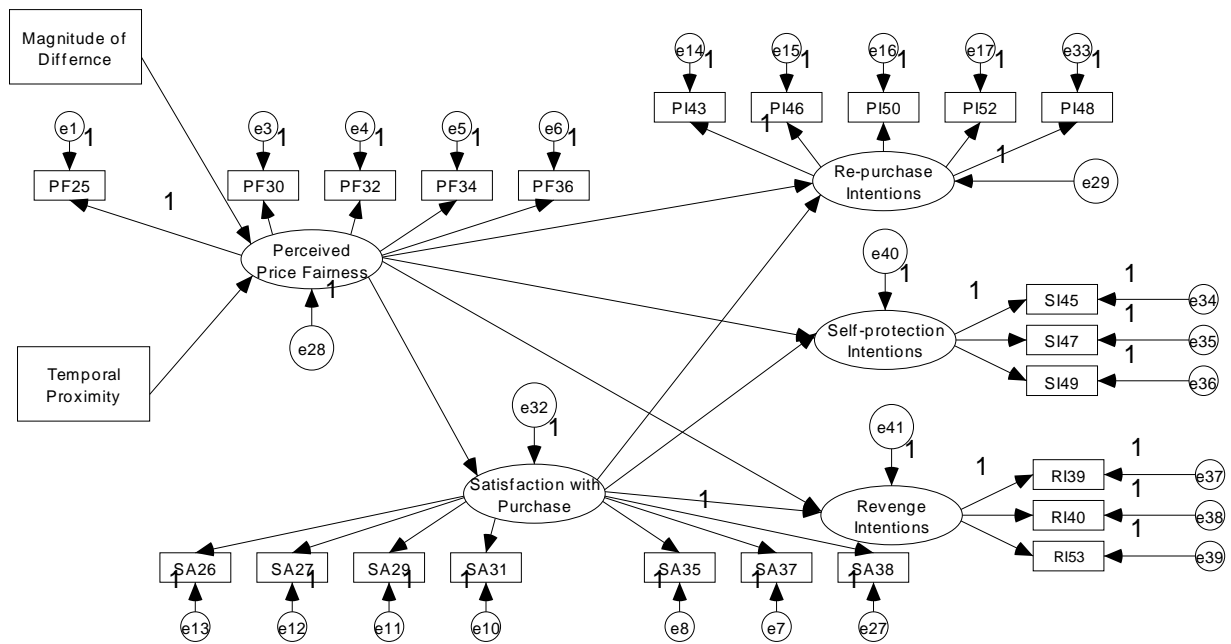 Magnitude of
Differnce
e14
1
e15
1
e16
1
e17
1
e33
1
PI43
PI46
PI50
PI52
PI48
1
1
e1
1
e3
1
e4
1
e5
1
e6
1
PF25
PF30
PF32
PF34
PF36
1
Re-purchase
Intentions
e29
Perceived
Price Fairness
1
e28
e40
1
1
1
SI45
e34
1
Self-protection
Intentions
SI47
e35
1
SI49
e36
Temporal
Proximity
e32
1
e41
1
1
1
RI39
e37
1
Satisfaction with
Purchase
1
Revenge
Intentions
RI40
e38
1
RI53
e39
SA26
SA27
SA29
SA31
SA35
SA37
SA38
1
1
1
1
1
1
1
e13
e12
e11
e10
e8
e7
e27